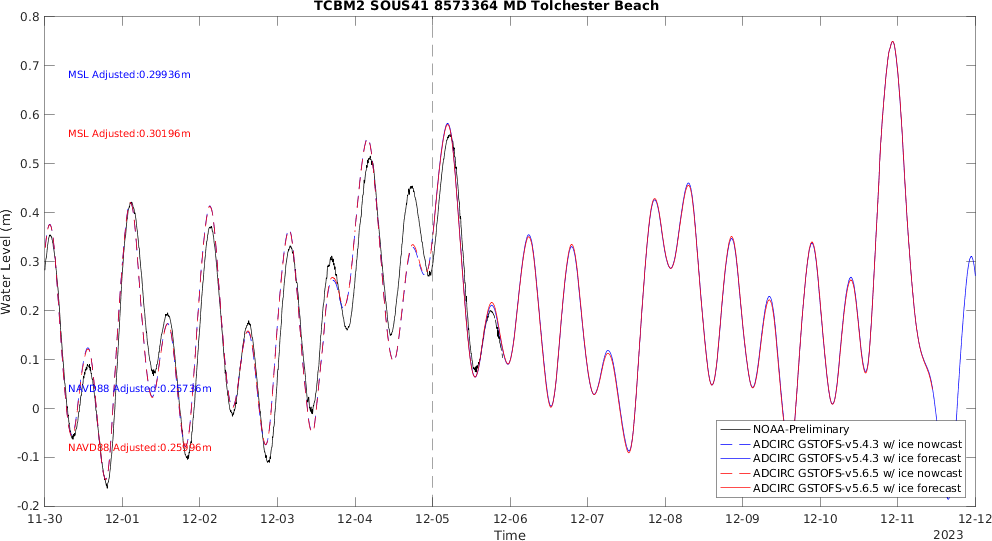 TCBM2 SOUS41 8573364 MD Tolchester Beach
Water Level (m)
0.8
0.7
0.6
0.5
0.4
0.3
0.2
0.1
0
-0.1
-0.2
MSL Adjusted:0.29936m
MSL Adjusted:0.30196m
NAVD88 Adjusted:0.25736m
NAVD88 Adjusted:0.25996m
NOAA-Preliminary
ADCIRC GSTOFS-v5.4.3 w/ ice nowcast
ADCIRC GSTOFS-v5.4.3 w/ ice forecast
ADCIRC GSTOFS-v5.6.5 w/ ice nowcast
ADCIRC GSTOFS-v5.6.5 w/ ice forecast
11-30 12-01 12-02 12-03 12-04 12-05 12-06 12-07 12-08 12-09 12-10 12-11 12-12
Time
2023